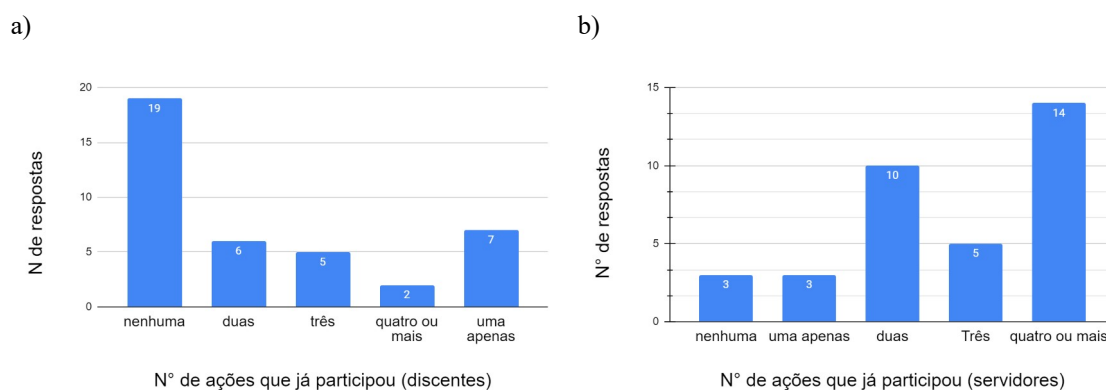 a)
N de respostas
20
15
10
5
0
19
6
5
2
7
nenhuma
duas
três
quatro ou
mais
uma
apenas
N° de ações que já participou (discentes)
b)
N° de respostas
15
10
5
0
3
3
10
5
14
nenhuma
uma apenas
duas
Três
quatro ou mais
N° de ações que já participou (servidores)